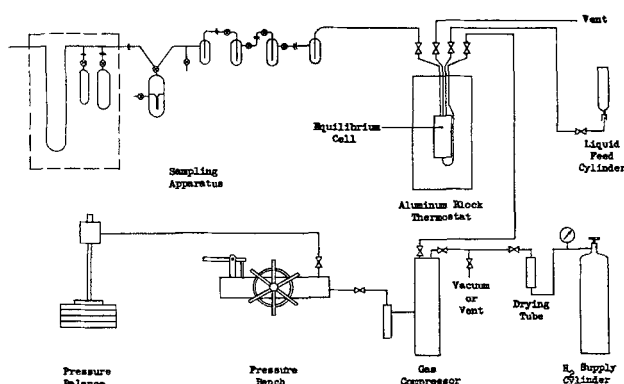 Vent
Equilibrium
Cell
Liquid
Feed
Cylinder
Sampling
Apparatus
Aluminum Block
Thermostat
Vacuum
or
Vent
Drying
Tube
Pressure
Balance
Pressure
Bench
Gas
Compressor
H2 Supply
Cylinder